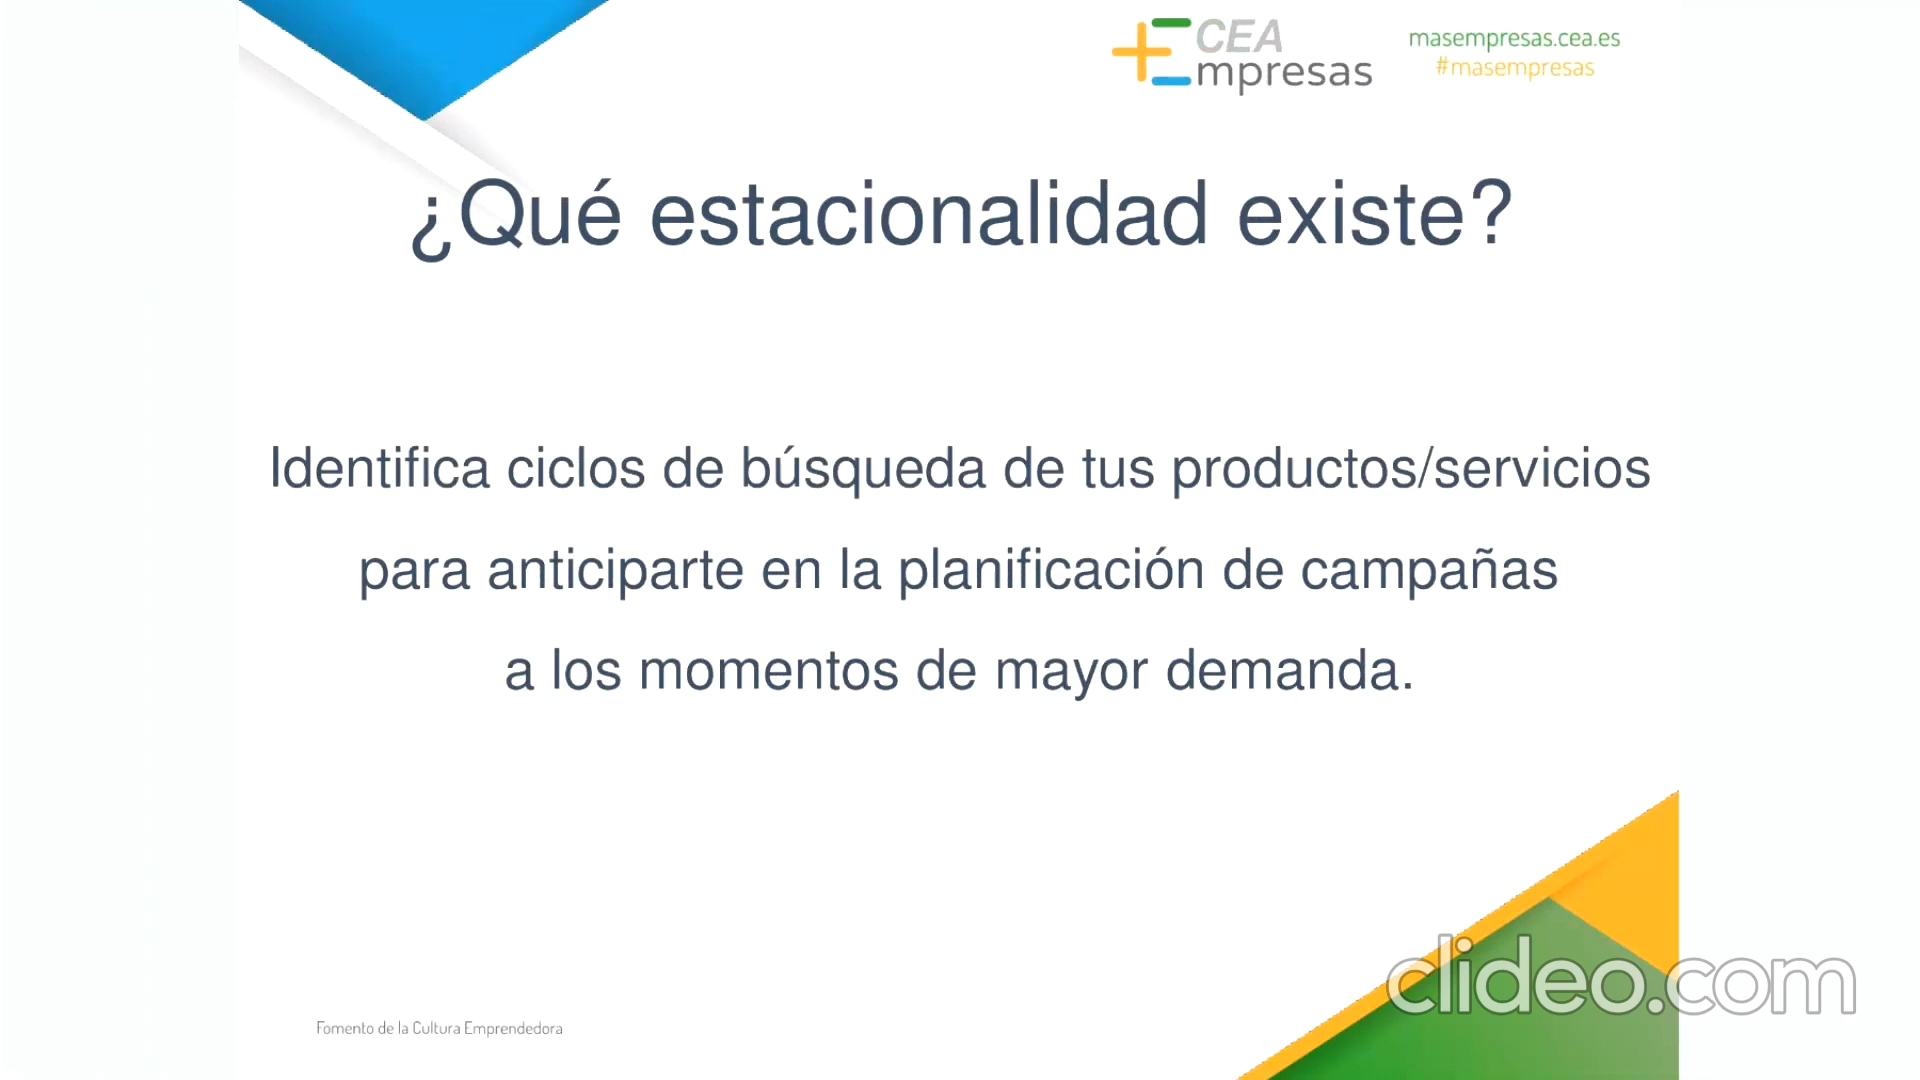 CEA
Empresas
masempresas.cea.es
#masempresas
¿Qué estacionalidad existe?
Identifica ciclos de búsqueda de tus productos/servicios
para anticiparte en la planificación de campañas
a los momentos de mayor demanda.
clideo.com
Fomento de la Cultura Emprendedora